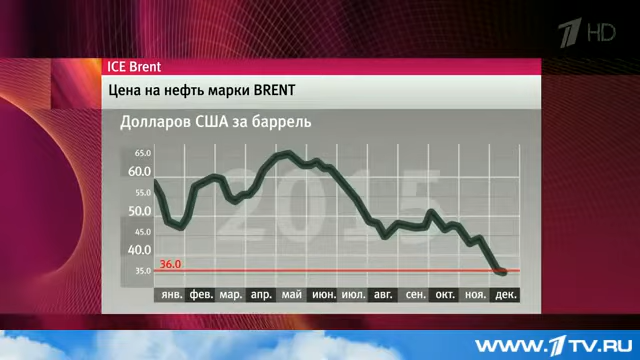 1 HD
ICE Brent
Цена на нефть марки BRENT
Долларов США за баррель
2015
65.0
60.0
55.0
50.0
45.0
40.0
35.0
36.0
янв. фев. мар. апр. май июн. июл. авг. сен. окт. ноя. дек.
www.1TV.ru